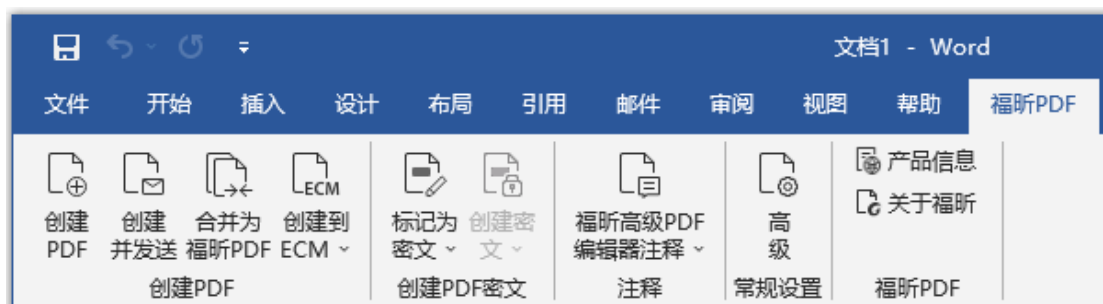 文档1 - Word
文件 开始 插入 设计 布局 引用 邮件 审阅 视图 帮助 福昕PDF
创建 PDF
创建 并发送
合并为 福昕PDF
ECM
创建到 ECM
标记为 密文
创建密 文
福昕高级PDF 编辑器注释
高 级
产品信息
关于福昕
创建PDF 创建PDF密文 注释 常规设置 福昕PDF